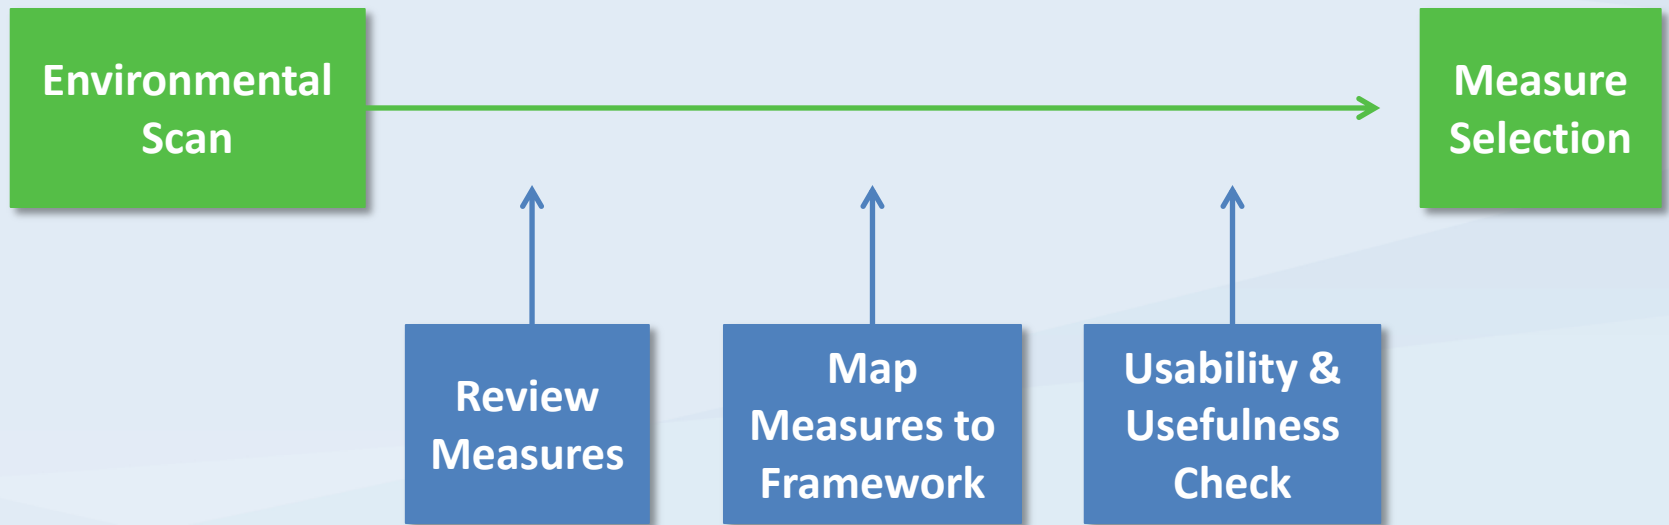 Environmental
Scan
Measure
Selection
Review
Measures
Map
Measures to
Framework
Usability &
Usefulness
Check